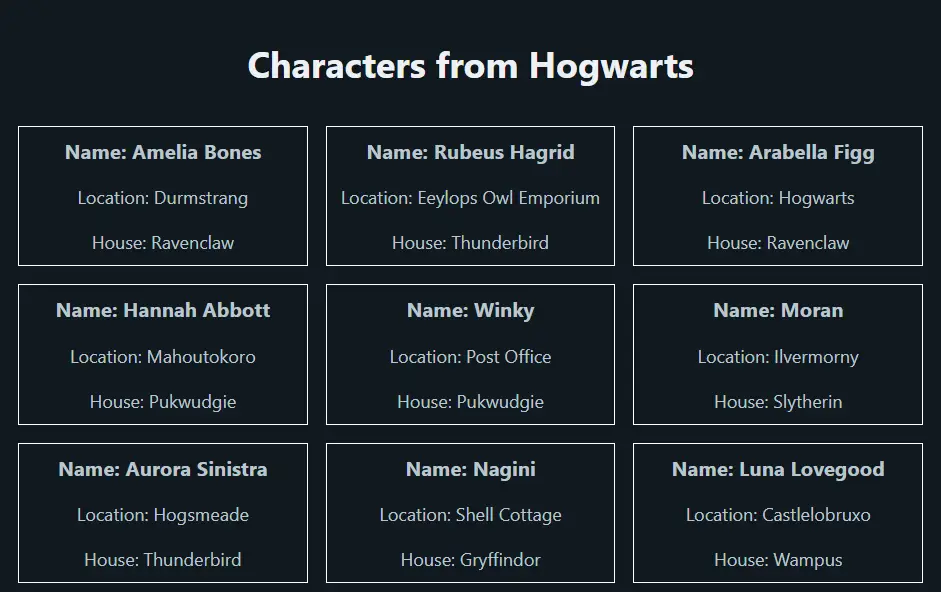 Characters from Hogwarts
Name: Amelia Bones
Location: Durmstrang
House: Ravenclaw
Name: Rubeus Hagrid
Location: Eeylops Owl Emporium
House: Thunderbird
Name: Arabella Figg
Location: Hogwarts
House: Ravenclaw
Name: Hannah Abbott
Location: Mahoutokoro
House: Pukwudgie
Name: Winky
Location: Post Office
House: Pukwudgie
Name: Moran
Location: Ilvermorny
House: Slytherin
Name: Aurora Sinistra
Location: Hogsmeade
House: Thunderbird
Name: Nagini
Location: Shell Cottage
House: Gryffindor
Name: Luna Lovegood
Location: Castlelobruxo
House: Wampus